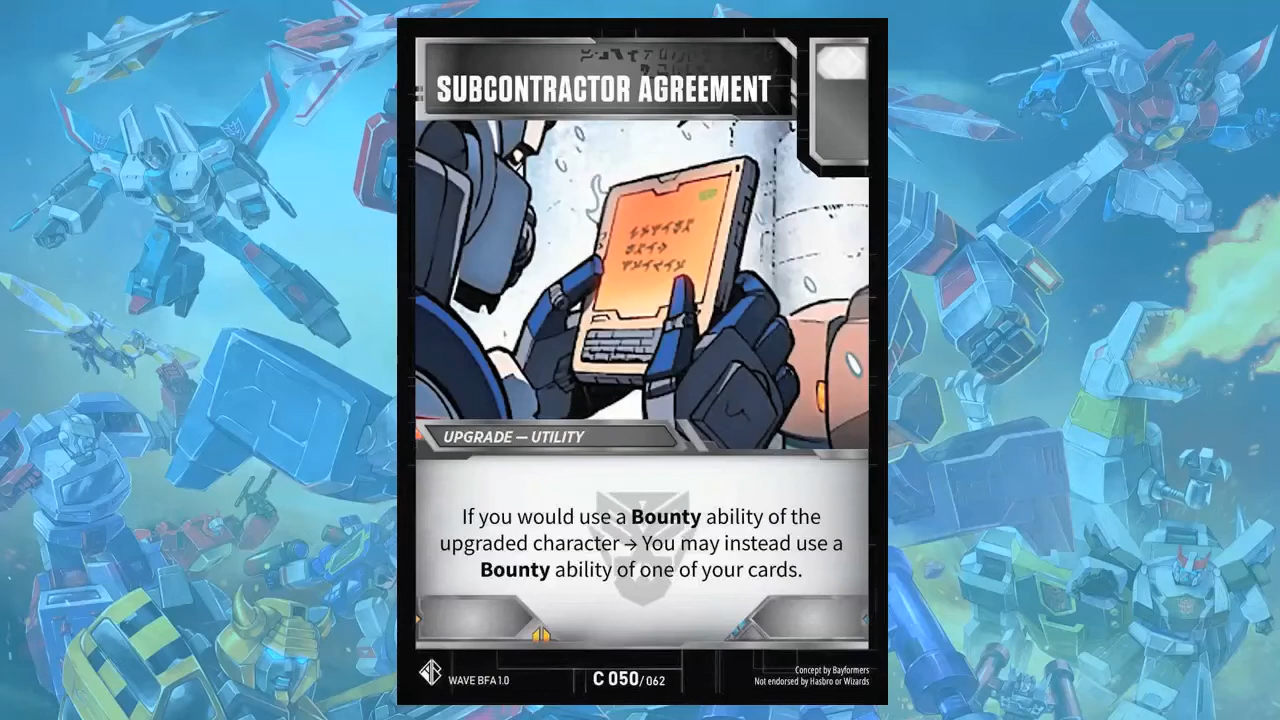 SUBCONTRACTOR AGREEMENT
UPGRADE — UTILITY
If you would use a Bounty ability of the
upgraded character → You may instead use a
Bounty ability of one of your cards.
WAVE BFA 1.0
C 050/062
Concept by Bayformers
Not endorsed by Hasbro or Wizards